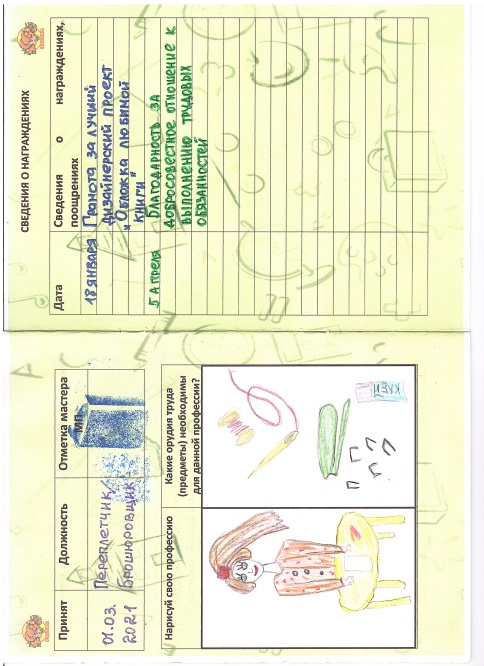 СВЕДЕНИЯ О НАГРАЖДЕНИЯХ
Дата
Сведения о награждениях,
поощрениях
18 января
Грамота за лучший
дизайнерский проект
"Обложка любимой
книги"
5 апреля
Благодарность за
добросовестное отношение к
выполнению трудовых
обязанностей
Принят
Должность
Отметка мастера
МП
01.03.
2021
Переплетчик/
Брошюровщик
Нарисуй свою профессию
Какие орудия труда
(предметы) необходимы
для данной профессии?
КЛЕЙ